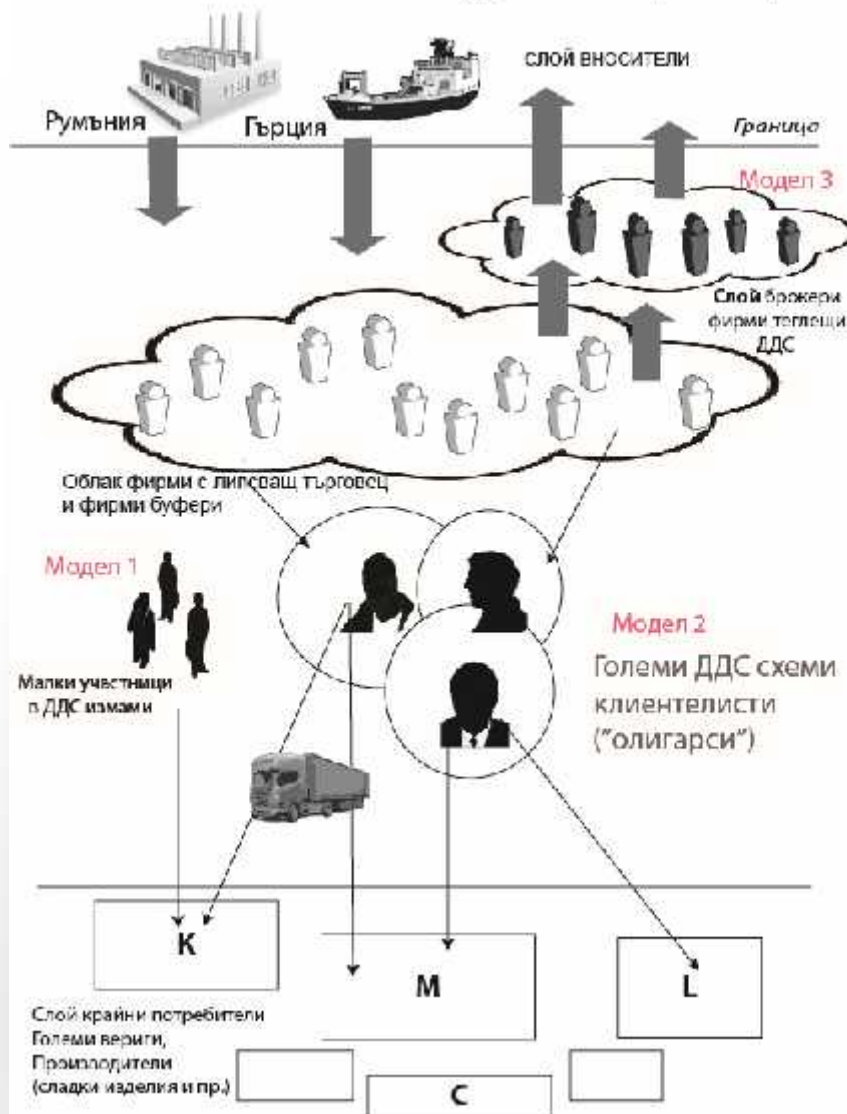 СЛОЙ ВНОСИТЕЛИ
Румъния
Гърция
Граница
Модел 3
Слой брокери
фирми теглещи
ДДС
Облак фирми с липсващ търговец
и фирми буфери
Модел 1
Малки участници
в ДДС измами
Модел 2
Големи ДДС схеми
клиентелисти
("олигарси")
K
M
L
Слой крайни потребители
Големи вериги,
Производители
(сладки изделия и пр.)
C